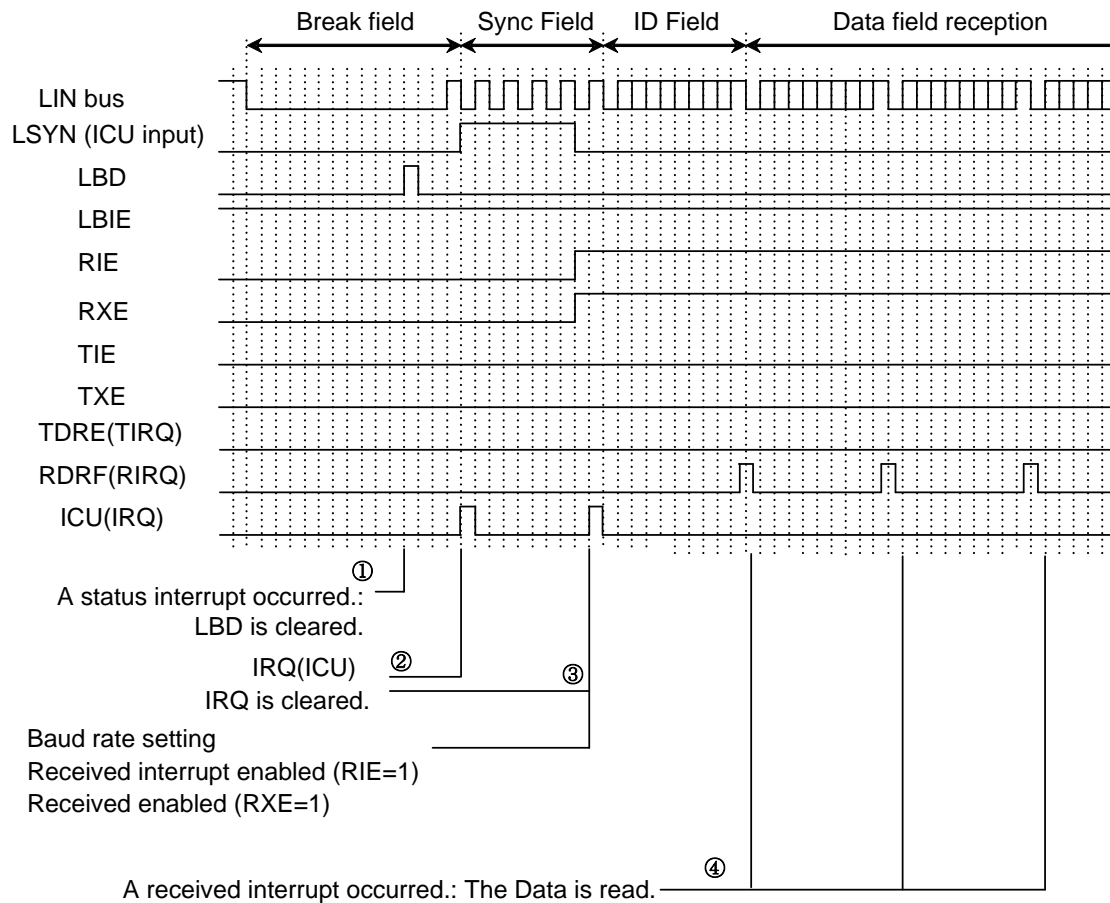 Break field Sync Field ID Field Data field reception
LIN bus
LSYN (ICU input)
LBD
LBIE
RIE
RXE
TIE
TXE
TDRE(TIRQ)
RDRF(RIRQ)
ICU(IRQ)
①
A status interrupt occurred.:
LBD is cleared.
IRQ(ICU) ② ③
IRQ is cleared.
Baud rate setting
Received interrupt enabled (RIE=1)
Received enabled (RXE=1)
④
A received interrupt occurred.: The Data is read.